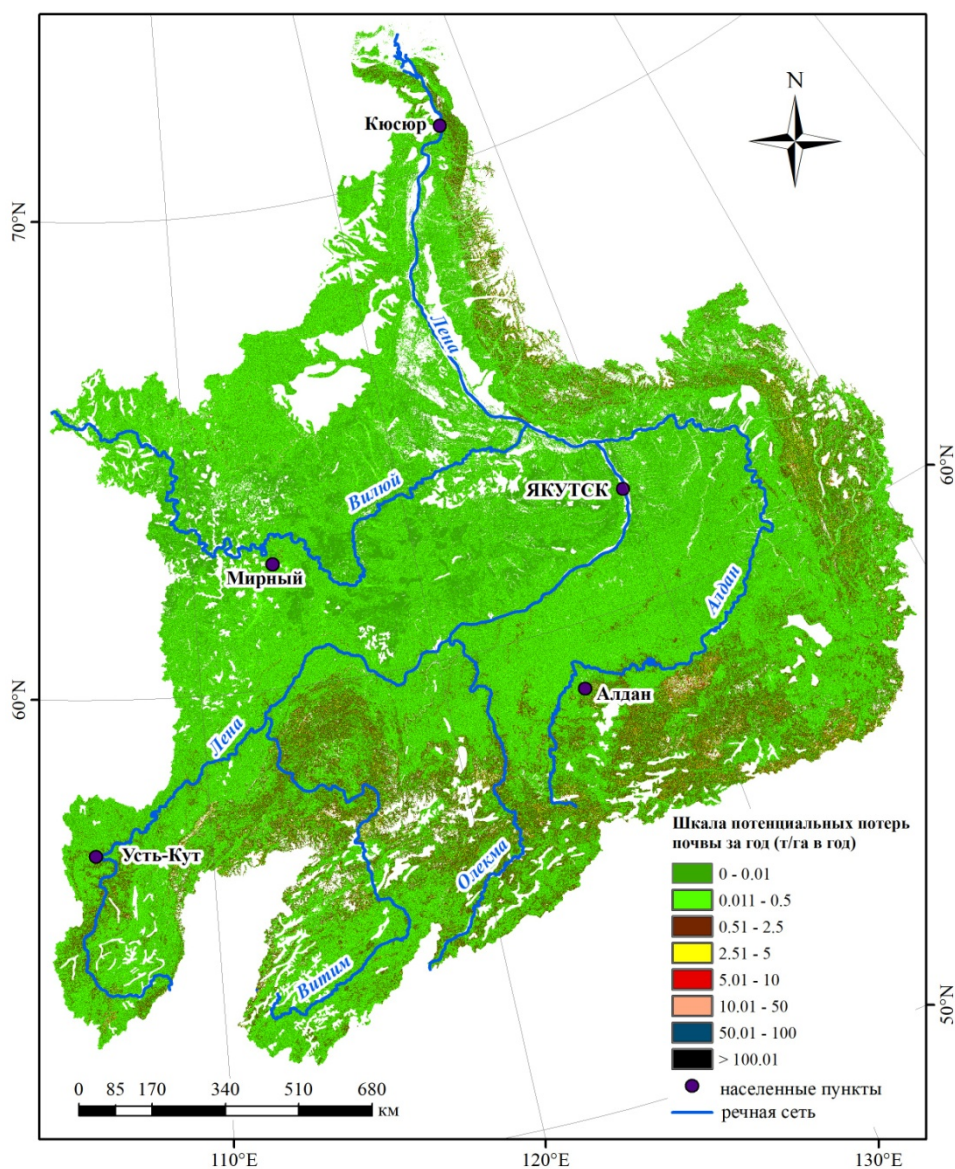 N
Кюсюр
70°N
Лена
60°N
Вилюй
ЯКУТСК
Мирный
Алдан
60°N
Алдан
Лена
Усть-Кут
Олекма
Витим
50°N
Шкала потенциальных потерь
почвы за год (т/га в год)
0 - 0.01
0.011 - 0.5
0.51 - 2.5
2.51 - 5
5.01 - 10
10.01 - 50
50.01 - 100
> 100.01
населенные пункты
речная сеть
0 85 170 340 510 680
км
110°E 120°E 130°E